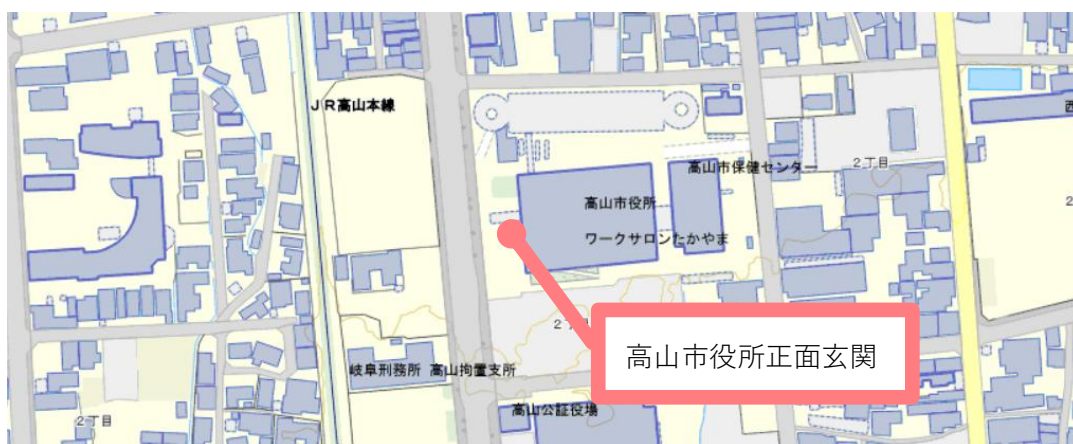 JR高山本線
西
高山市保健センター
2丁目
高山市役所
2
ワークサロンたかやま
2丁目
高山市役所正面玄関
岐阜刑務所 高山拘置支所
高山公証役場
2丁目